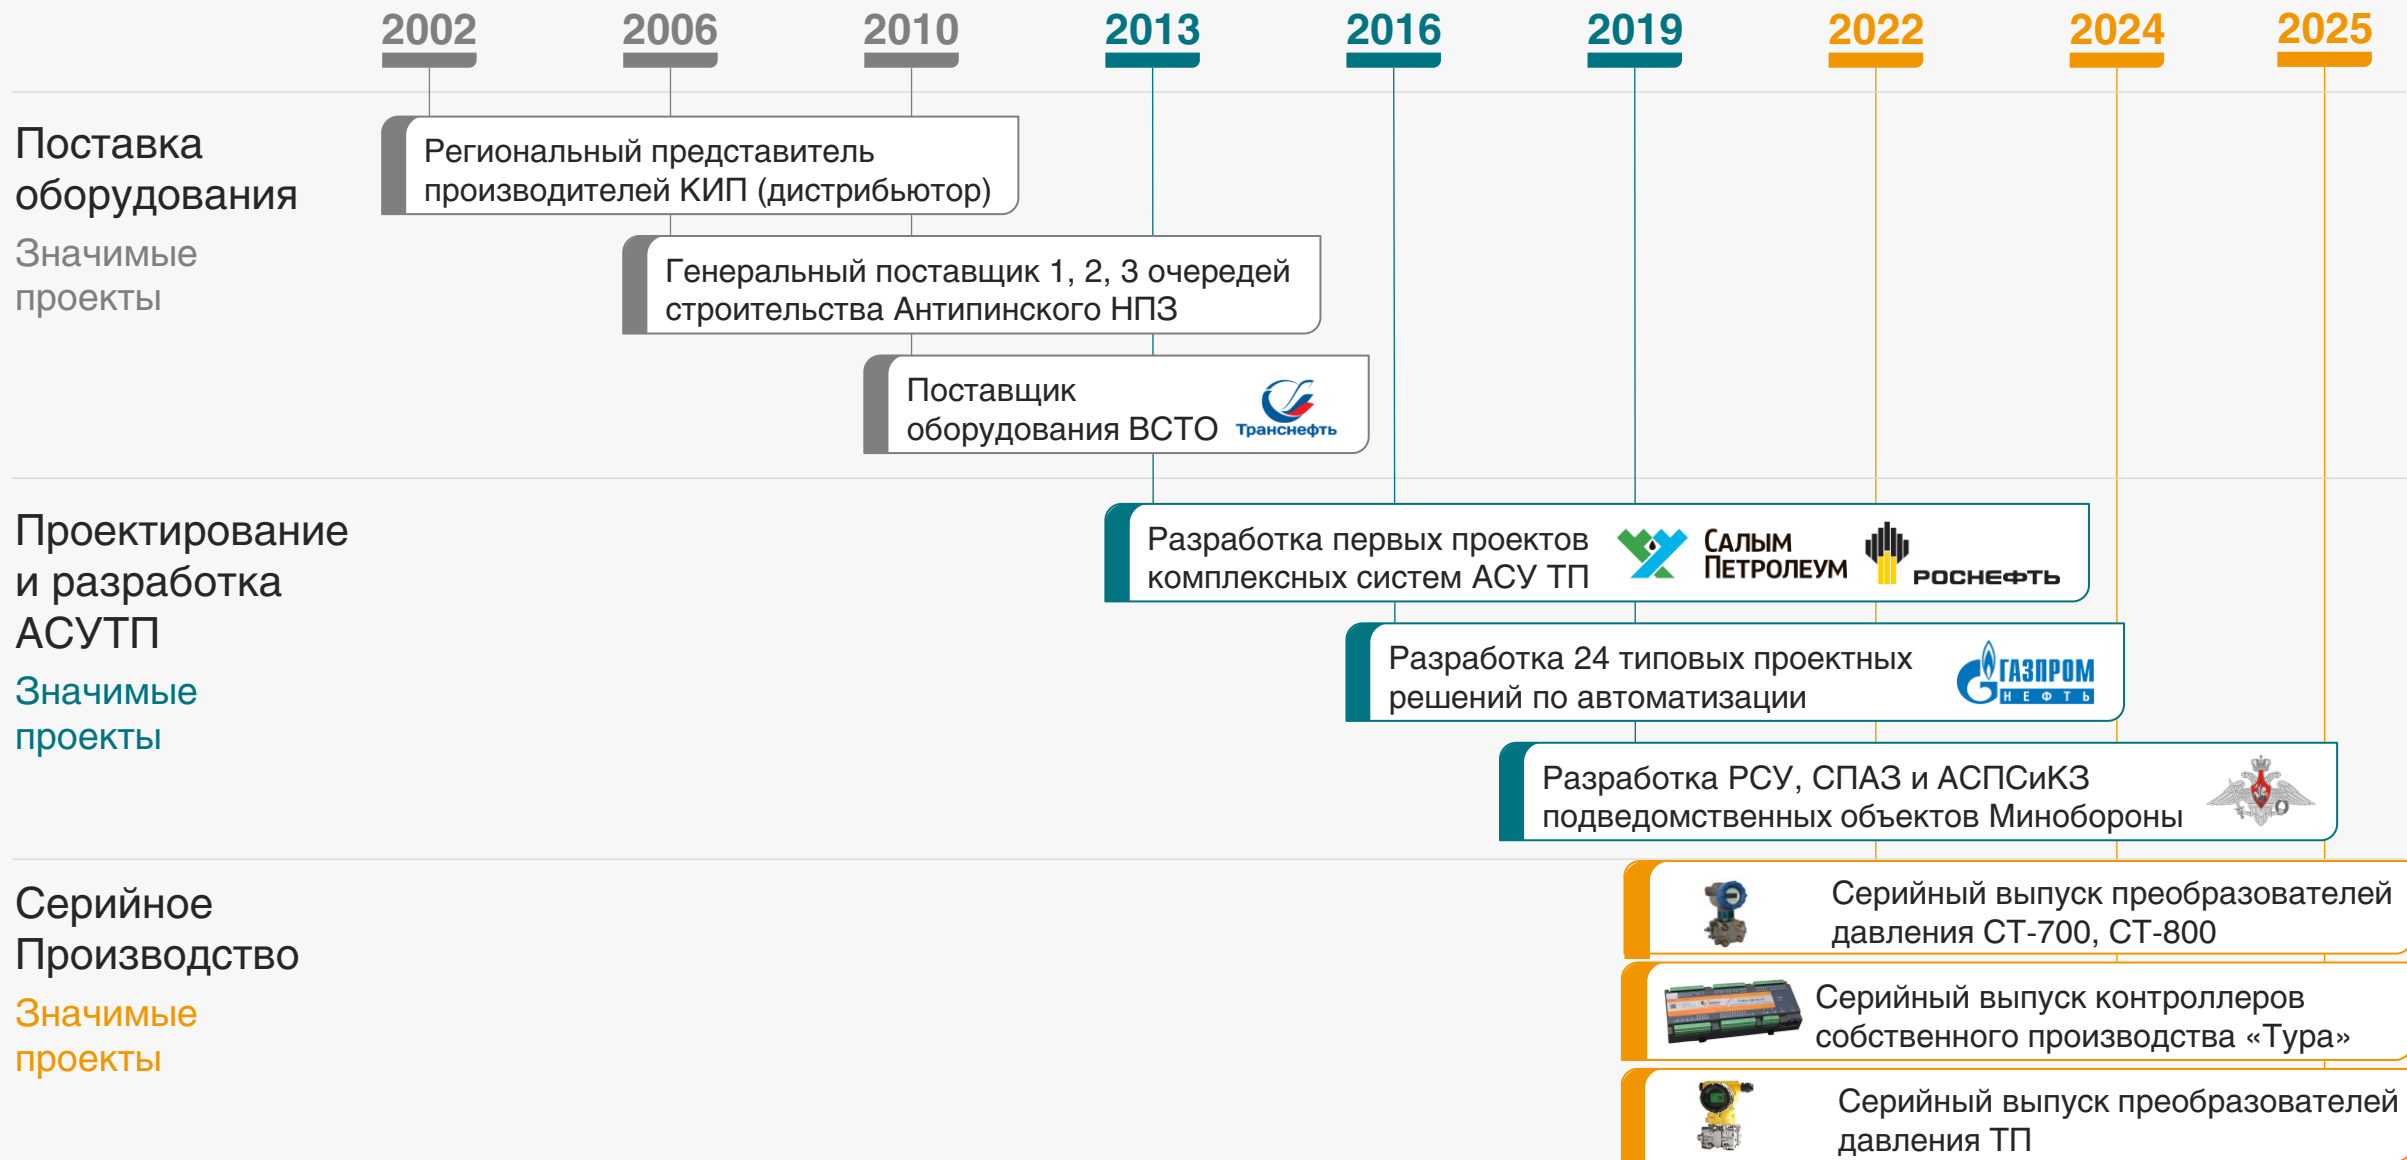 2002 2006 2010 2013 2016 2019 2022 2024 2025
Поставка
оборудования
Значимые
проекты
Региональный представитель
производителей КИП (дистрибьютор)
Генеральный поставщик 1, 2, 3 очередей
строительства Антипинского НПЗ
Поставщик
оборудования ВСТО
Транснефть
Проектирование
и разработка
АСУТП
Значимые
проекты
Разработка первых проектов
комплексных систем АСУ ТП
САЛЫМ
ПЕТРОЛЕУМ
РОСНЕФТЬ
Разработка 24 типовых проектных
решений по автоматизации
ГАЗПРОМ
НЕФТЬ
Разработка РСУ, СПАЗ и АСПСиКЗ
подведомственных объектов Минобороны
Серийное
Производство
Значимые
проекты
Серийный выпуск преобразователей
давления СТ-700, СТ-800
Серийный выпуск контроллеров
собственного производства «Тура»
Серийный выпуск преобразователей
давления ТП